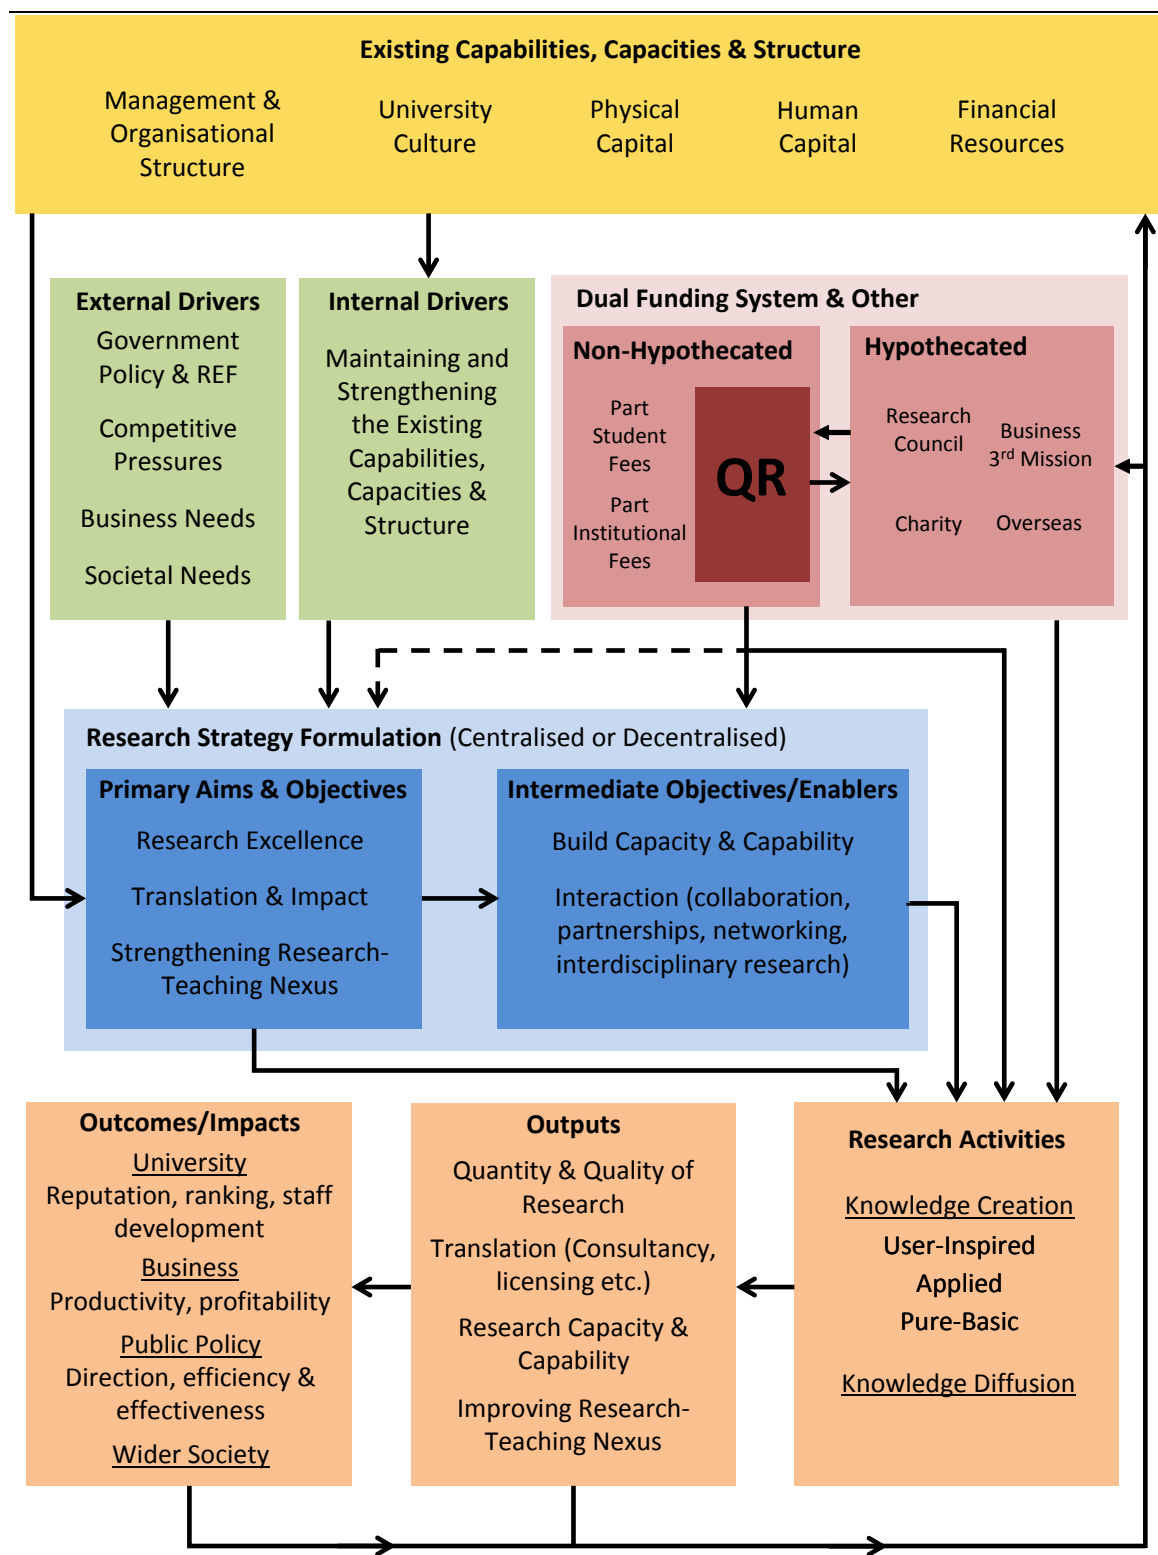 Existing Capabilities, Capacities & Structure
Management &
Organisational
Structure
University
Culture
Physical
Capital
Human
Capital
Financial
Resources
External Drivers
Government
Policy & REF
Competitive
Pressures
Business Needs
Societal Needs
Internal Drivers
Maintaining and
Strengthening
the Existing
Capabilities,
Capacities &
Structure
Dual Funding System & Other
Non-Hypothecated
Part
Student
Fees
Part
Institutional
Fees
QR
Hypothecated
Research
Council
Business
3rd Mission
Charity
Overseas
Research Strategy Formulation (Centralised or Decentralised)
Primary Aims & Objectives
Research Excellence
Translation & Impact
Strengthening Research-
Teaching Nexus
Intermediate Objectives/Enablers
Build Capacity & Capability
Interaction (collaboration,
partnerships, networking,
interdisciplinary research)
Outcomes/Impacts
University
Reputation, ranking, staff
development
Business
Productivity, profitability
Public Policy
Direction, efficiency &
effectiveness
Wider Society
Outputs
Quantity & Quality of
Research
Translation (Consultancy,
licensing etc.)
Research Capacity &
Capability
Improving Research-
Teaching Nexus
Research Activities
Knowledge Creation
User-Inspired
Applied
Pure-Basic
Knowledge Diffusion